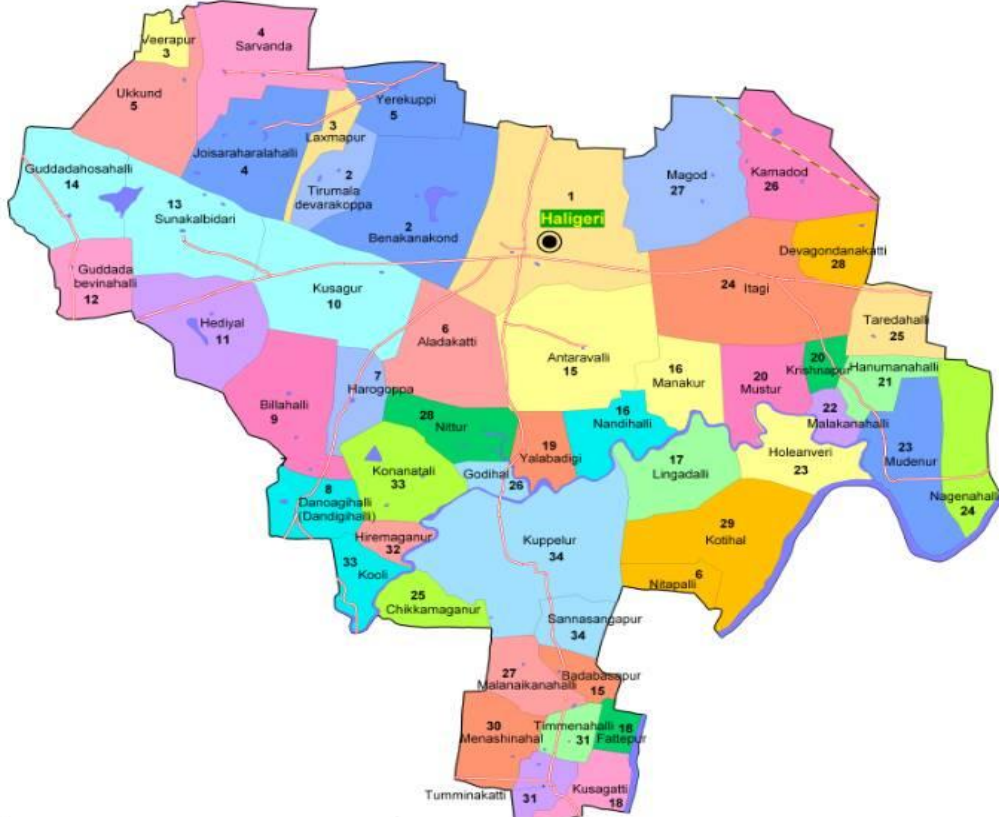 Veerapur
3
4
Sarvanda
Ukkund
5
Yerekuppi
5
3
Laxmapur
Joisaraharalahalli
4
2
Tirumala
devarakoppa
2
Benakanakond
Guddadahosahalli
14
13
Sunakalbidari
Guddada
bevinahalli
12
Kusagur
10
Hediyal
11
1
Haligeri
Magod
27
Kamadod
26
Devagondanakatti
28
24 Itagi
Taredahalli
25
6
Aladakatti
Antaravalli
15
16
Manakur
20
Mustur
20
Krishnapur
Hanumanahalli
21
22
Malakanahalli
23
Mudenur
Nagenahalli
24
7
Harogoppa
Billahalli
9
28
Nittur
19
Yalabadigi
16
Nandihalli
17
Lingadalli
Holeanveri
23
Konanatali
33
Godihal
26
8
Danoagihalli
(Dandigihalli)
Hiremaganur
32
33
Kooli
25
Chikkamaganur
Kuppelur
34
29
Kotihal
6
Nitapalli
Sannasangapur
34
27
Malanaikanahalli
Badabasapur
15
30
Menashinahal
Timmenahalli
31
18
Fattepur
Tumminakatti
31
Kusagatti
18